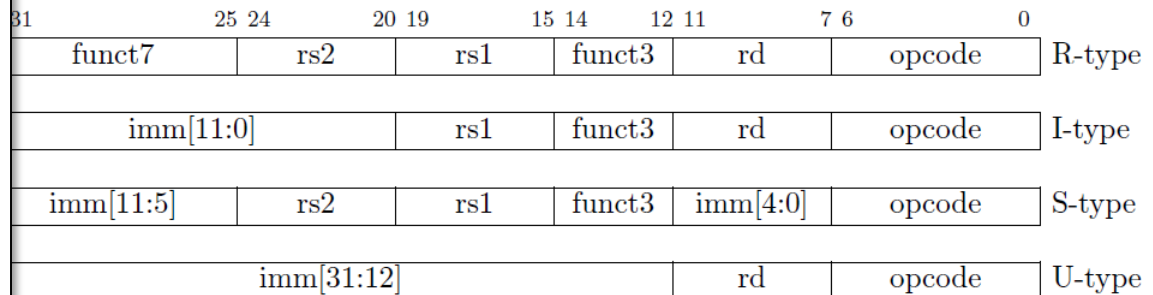 31 25 24 20 19 15 14 12 11 7 6 0
funct7 rs2 rs1 funct3 rd opcode R-type
imm[11:0] rs1 funct3 rd opcode I-type
imm[11:5] rs2 rs1 funct3 imm[4:0] opcode S-type
imm[31:12] rd opcode U-type